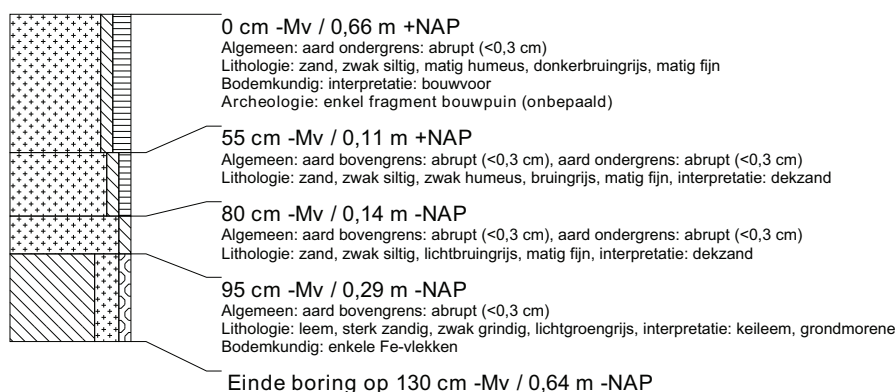 0 cm -Mv / 0,66 m +NAP
Algemeen: aard ondergrens: abrupt (<0,3 cm)
Lithologie: zand, zwak siltig, matig humeus, donkerbruingrijs, matig fijn
Bodemkundig: interpretatie: bouwvoor
Archeologie: enkel fragment bouwpuin (onbepaald)
55 cm -Mv / 0,11 m +NAP
Algemeen: aard bovengrens: abrupt (<0,3 cm), aard ondergrens: abrupt (<0,3 cm)
Lithologie: zand, zwak siltig, zwak humeus, bruingrijs, matig fijn, interpretatie: dekzand
80 cm -Mv / 0,14 m -NAP
Algemeen: aard bovengrens: abrupt (<0,3 cm), aard ondergrens: abrupt (<0,3 cm)
Lithologie: zand, zwak siltig, lichtbruingrijs, matig fijn, interpretatie: dekzand
95 cm -Mv / 0,29 m -NAP
Algemeen: aard bovengrens: abrupt (<0,3 cm)
Lithologie: leem, sterk zandig, zwak grindig, lichtgroengrijs, interpretatie: keileem, grondmorene
Bodemkundig: enkele Fe-vlekken
Einde boring op 130 cm -Mv / 0,64 m -NAP